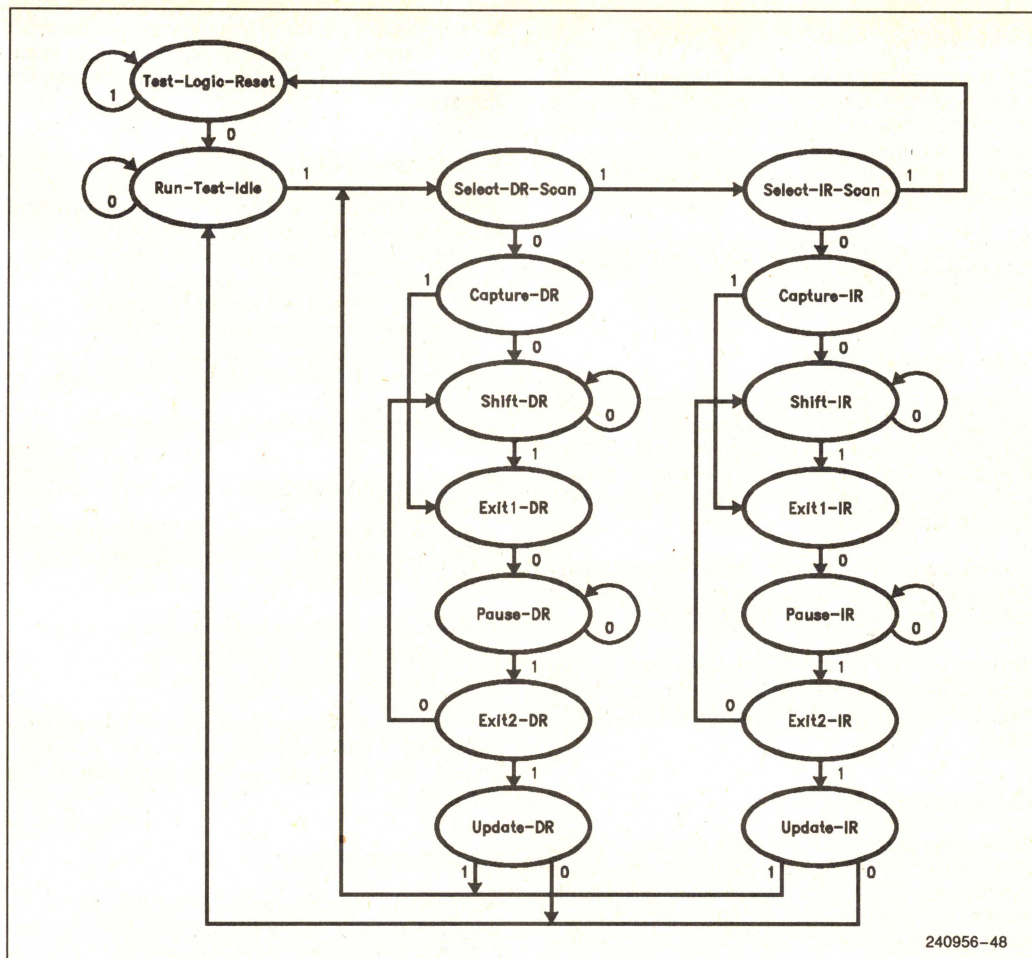 Test-Logic-Reset
1
0
Run-Test-Idle
0
1
Select-DR-Scan
1
Select-IR-Scan
1
0
0
1
Capture-DR
1
Capture-IR
0
0
Shift-DR
0
Shift-IR
0
1
1
Exit1-DR
Exit1-IR
0
0
Pause-DR
0
Pause-IR
0
1
1
0
Exit2-DR
0
Exit2-IR
1
1
Update-DR
Update-IR
1
0
1
0
240956-48